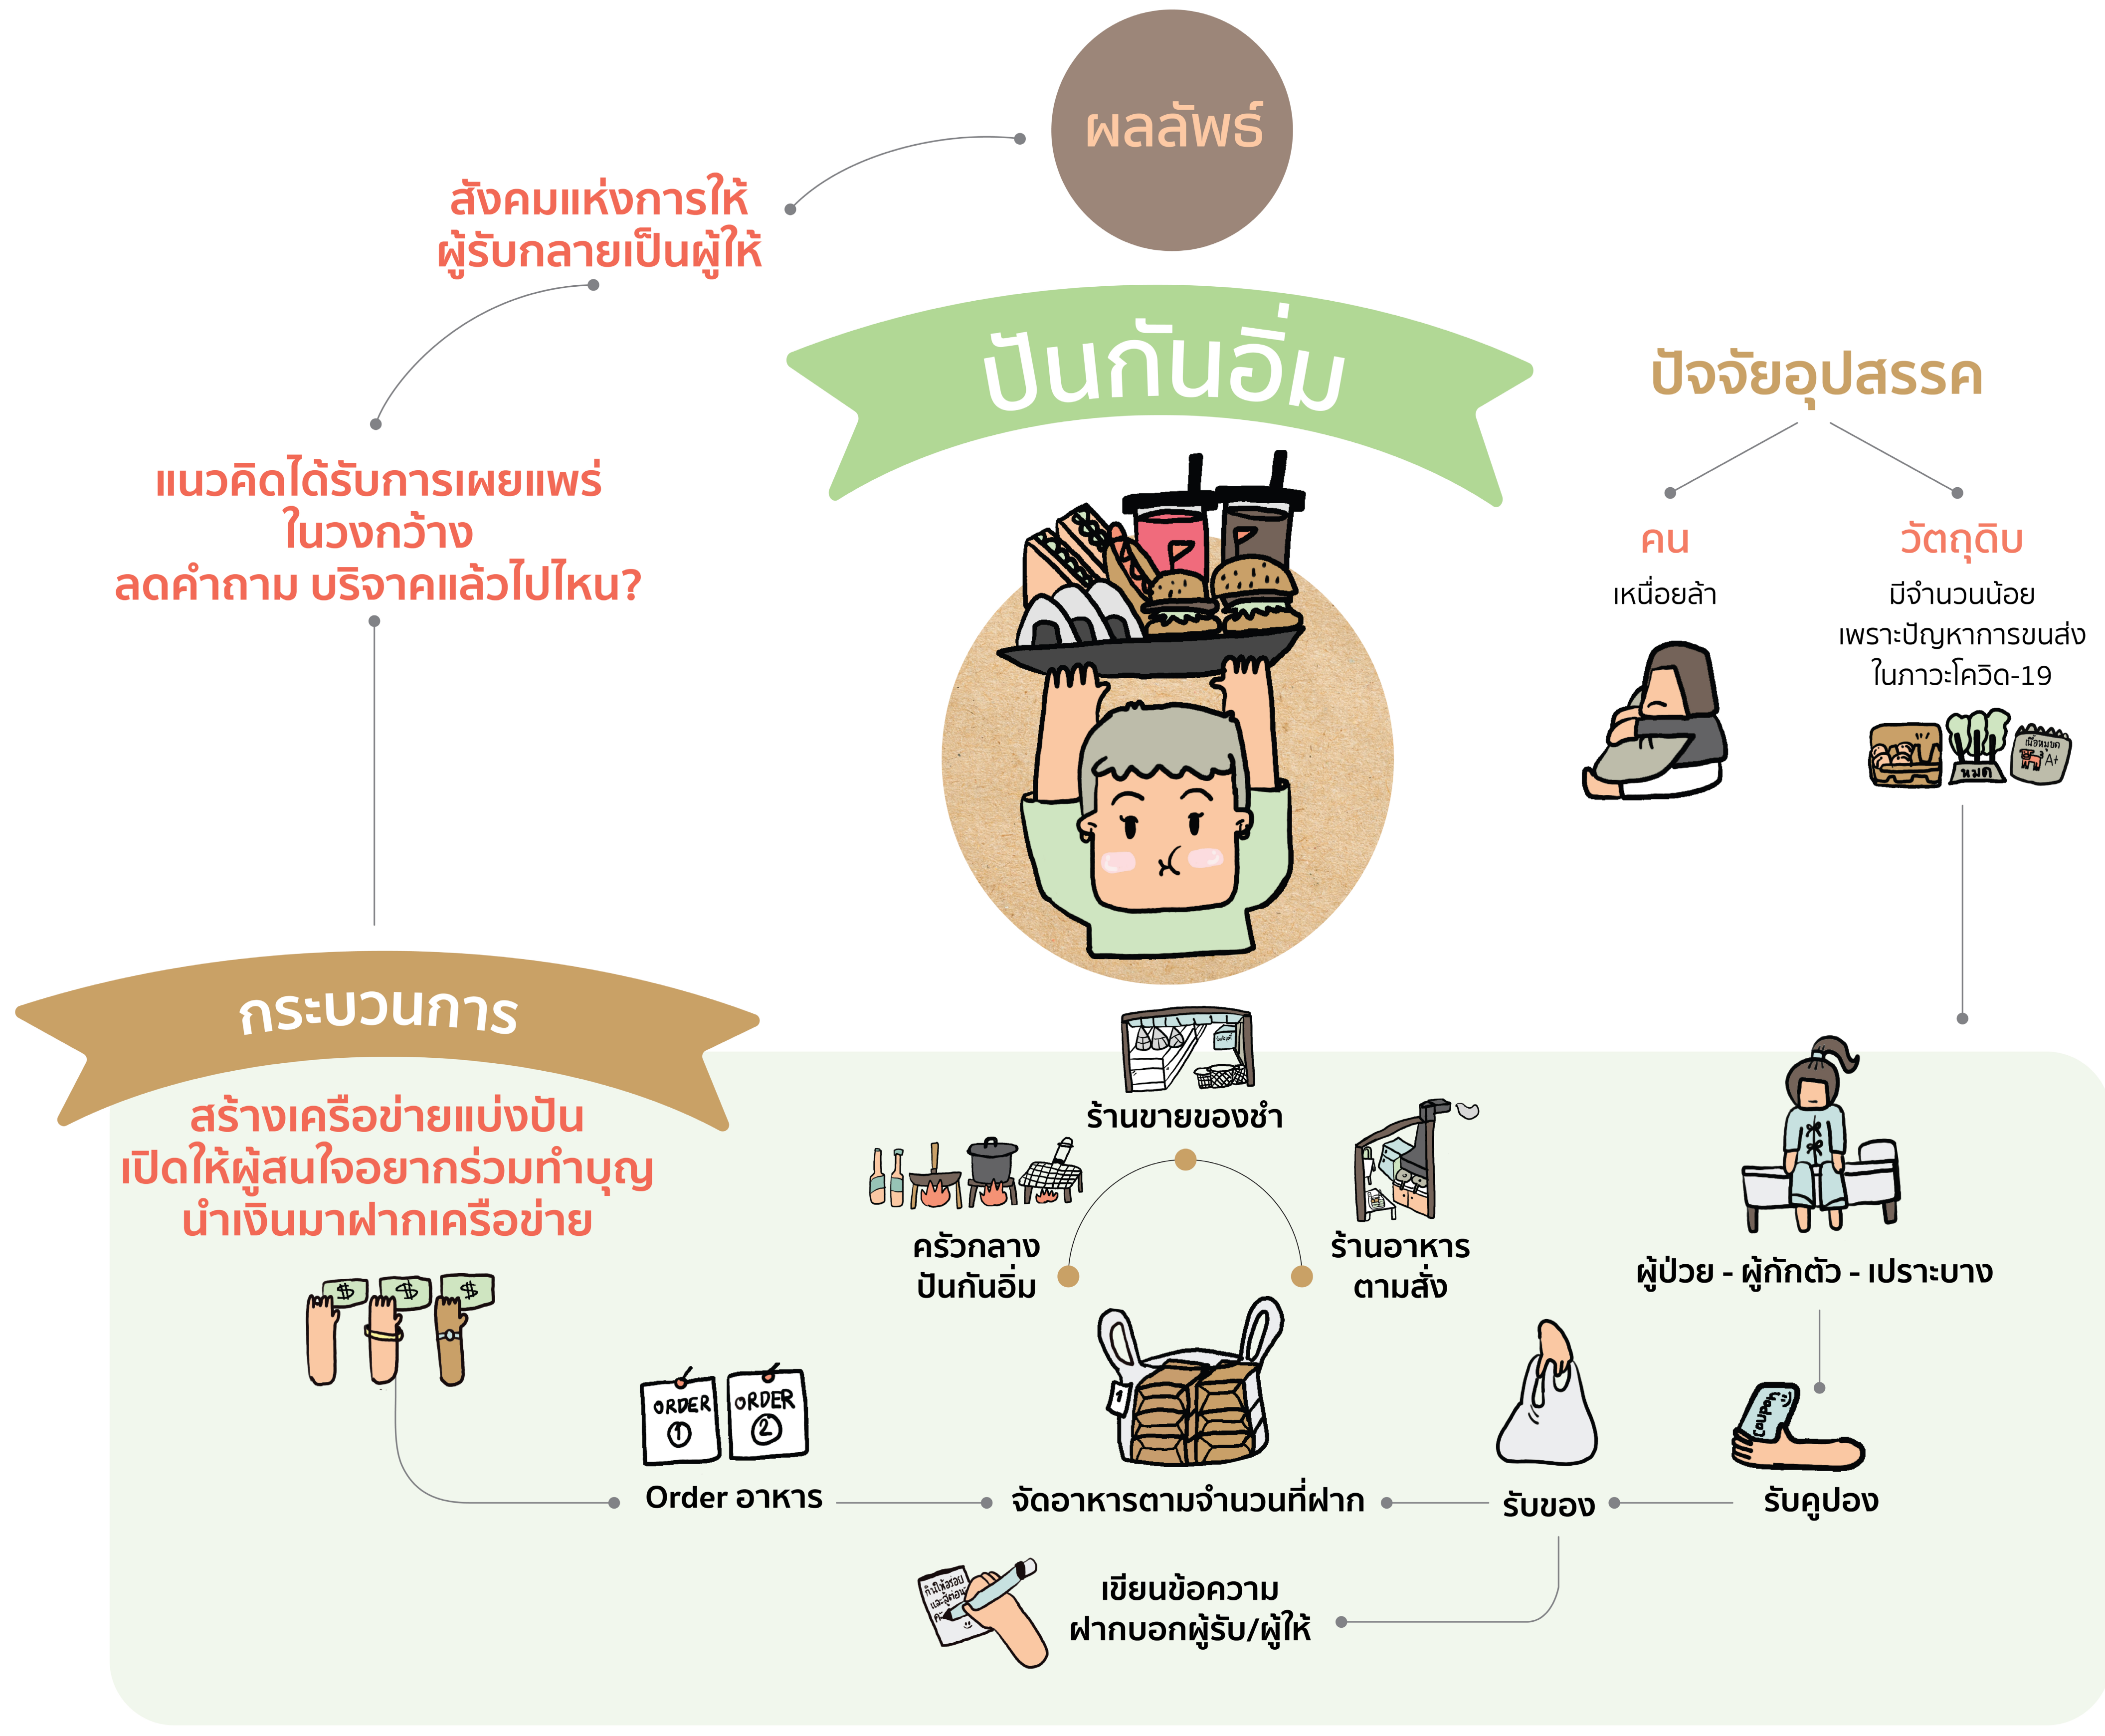 ผลลัพธ์
สังคมแห่งการให้
ผู้รับกลายเป็นผู้ให้
ปันกันอิ่ม
แนวคิดได้รับการเผยแพร่
ในวงกว้าง
ลดคำถาม บริจาคแล้วไปไหน?
ปัจจัยอุปสรรค
คน
เหนื่อยล้า
วัตถุดิบ
มีจำนวนน้อย
เพราะปัญหาการขนส่ง
ในภาวะโควิด-19
หมด
เนื้อหมูบด
A+
กระบวนการ
สร้างเครือข่ายแบ่งปัน
เปิดให้ผู้สนใจอยากร่วมทำบุญ
นำเงินมาฝากเครือข่าย
$ $ $
ร้านขายของชำ
ครัวกลาง
ปันกันอิ่ม
ร้านอาหาร
ตามสั่ง
ผู้ป่วย - ผู้กักตัว - เปราะบาง
ORDER
1
ORDER
2
1
Coupon
Order อาหาร
จัดอาหารตามจำนวนที่ฝาก
รับของ
รับคูปอง
กินให้อร่อย
เขียนข้อความ
ฝากบอกผู้รับ/ผู้ให้